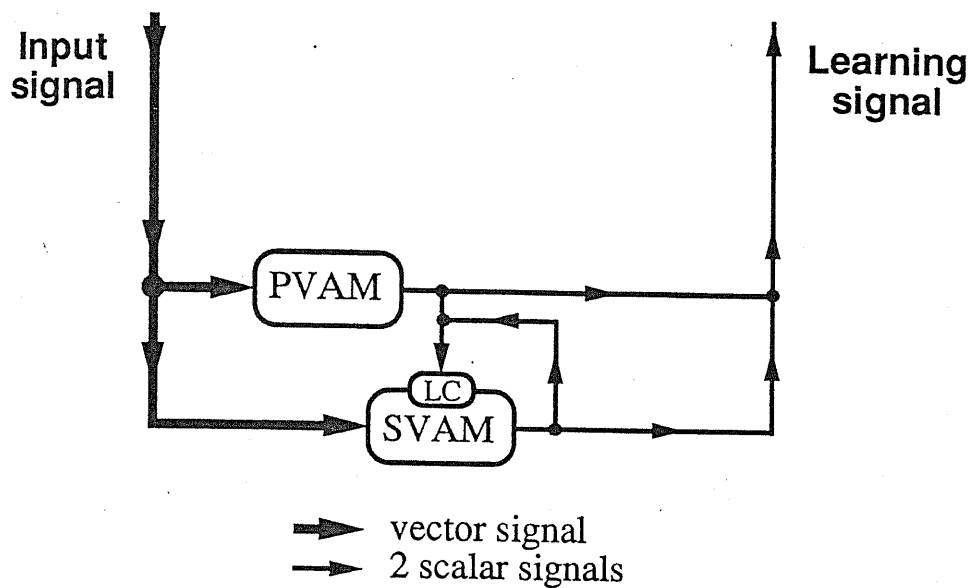 Input
signal
Learning
signal
PVAM
LC
SVAM
vector signal
2 scalar signals